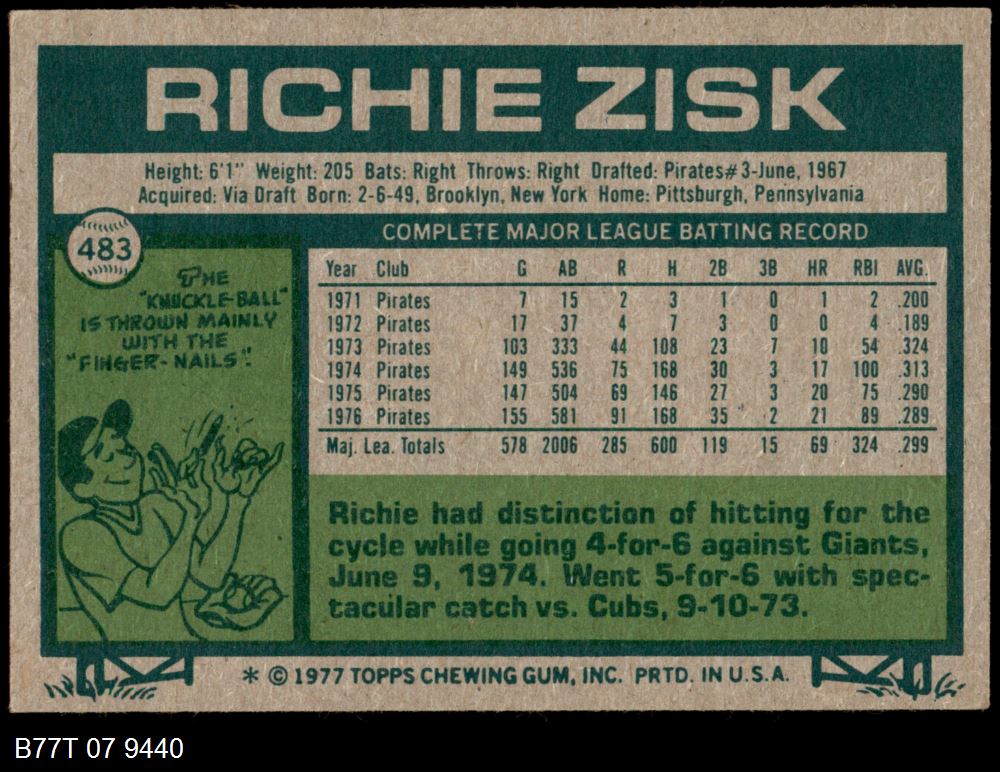 RICHIE ZISK
Height: 6'1" Weight: 205 Bats: Right Throws: Right Drafted: Pirates#3-June, 1967
Acquired: Via Draft Born: 2-6-49, Brooklyn, New York Home: Pittsburgh, Pennsylvania
483
THE
"KNUCKLE-BALL"
IS THROWN MAINLY
WITH THE
"FINGER-NAILS".
COMPLETE MAJOR LEAGUE BATTING RECORD
Year Club G AB R H 2B 3B HR RBI AVG.
1971 Pirates 7 15 2 3 1 0 1 2 .200
1972 Pirates 17 37 4 7 3 0 0 4 .189
1973 Pirates 103 333 44 108 23 7 10 54 .324
1974 Pirates 149 536 75 168 30 3 17 100 .313
1975 Pirates 147 504 69 146 27 3 20 75 .290
1976 Pirates 155 581 91 168 35 2 21 89 .289
Maj. Lea. Totals 578 2006 285 600 119 15 69 324 .299
Richie had distinction of hitting for the
cycle while going 4-for-6 against Giants,
June 9, 1974. Went 5-for-6 with spec-
tacular catch vs. Cubs, 9-10-73.
* © 1977 TOPPS CHEWING GUM, INC. PRTD. IN U.S.A.
B77T 07 9440